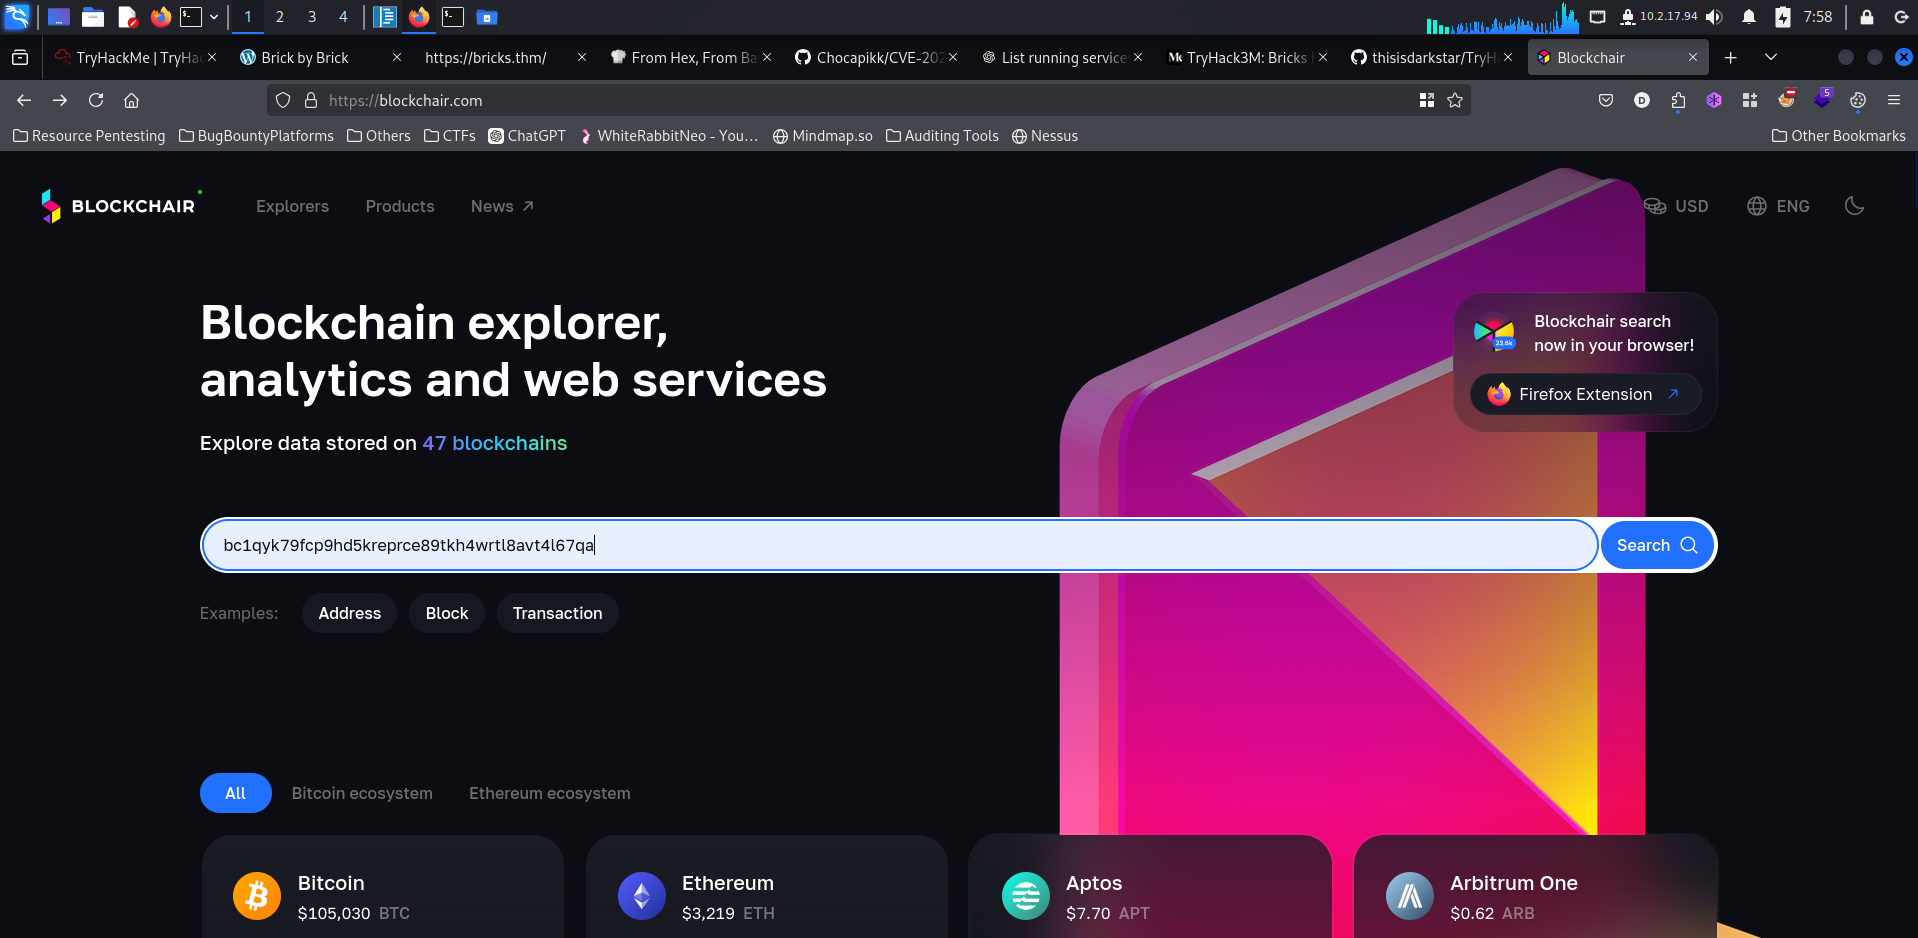 1 2 3 4 10.2.17.94 7:58
TryHackMe | TryHac Brick by Brick https://bricks.thm/ From Hex, From Ba Chocapikk/CVE-202 List running service TryHack3M: Bricks thisisdarkstar/TryH Blockchair
https://blockchair.com D 5
Resource Pentesting BugBountyPlatforms Others CTFs ChatGPT WhiteRabbitNeo - You… Mindmap.so Auditing Tools Nessus Other Bookmarks
BLOCKCHAIR Explorers Products News USD ENG
Blockchain explorer,
analytics and web services
Explore data stored on 47 blockchains
Blockchair search
now in your browser!
23.6k
Firefox Extension
bc1qyk79fcp9hd5kreprce89tkh4wrtl8avt4l67qa
Search
Examples: Address Block Transaction
All Bitcoin ecosystem Ethereum ecosystem
Bitcoin
$105,030 BTC
Ethereum
$3,219 ETH
Aptos
$7.70 APT
Arbitrum One
$0.62 ARB